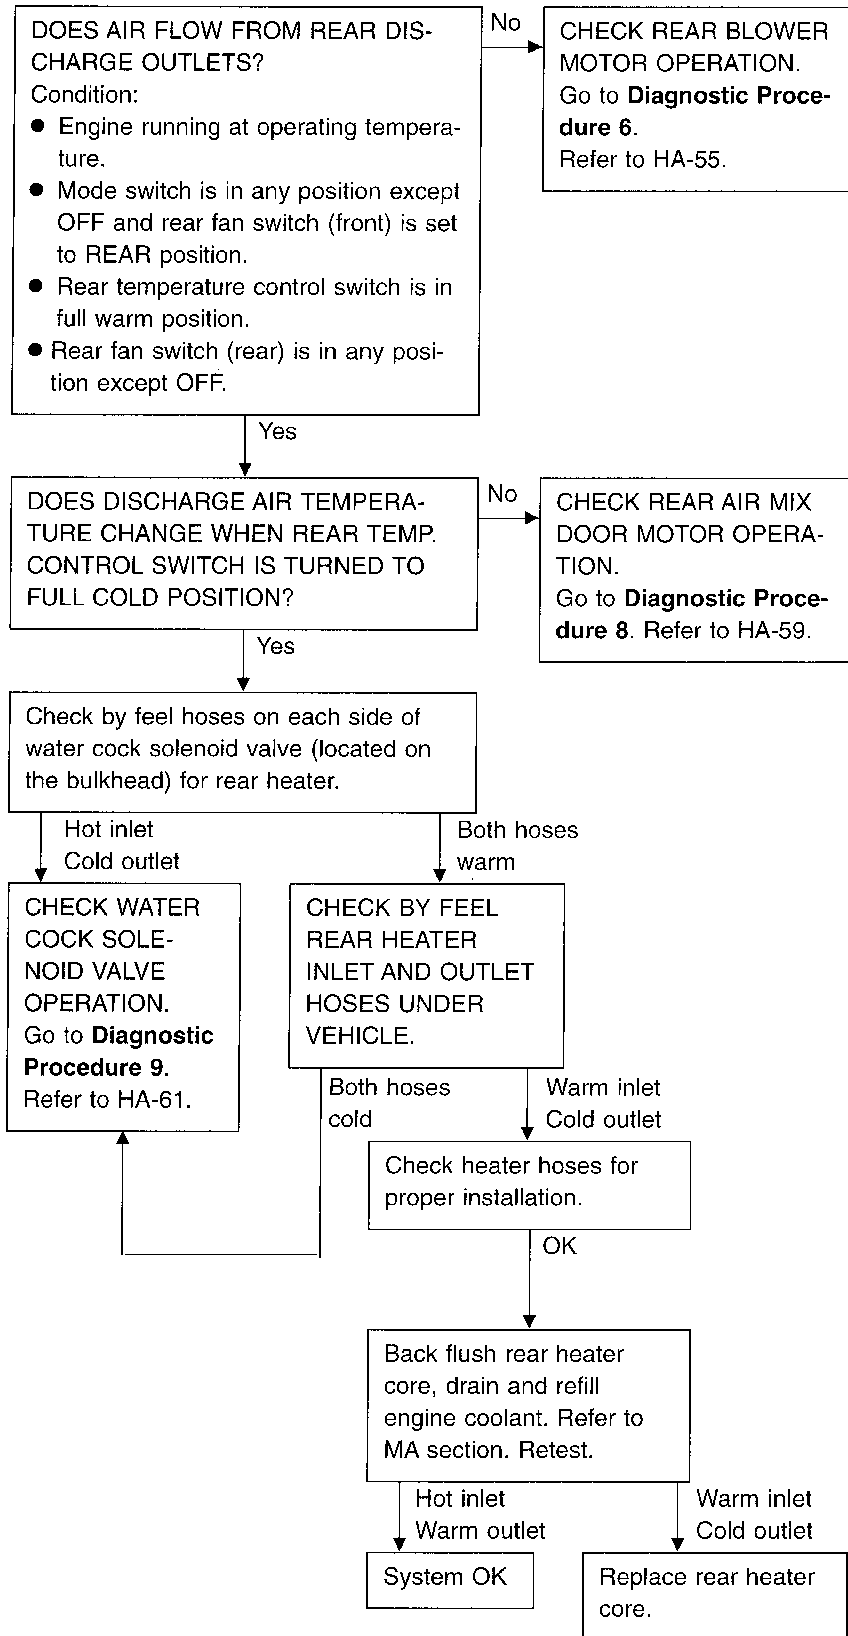 DOES AIR FLOW FROM REAR DIS-
CHARGE OUTLETS?
Condition:
● Engine running at operating tempera-
ture.
● Mode switch is in any position except
OFF and rear fan switch (front) is set
to REAR position.
● Rear temperature control switch is in
full warm position.
● Rear fan switch (rear) is in any posi-
tion except OFF.
No
CHECK REAR BLOWER
MOTOR OPERATION.
Go to Diagnostic Proce-
dure 6.
Refer to HA-55.
Yes
DOES DISCHARGE AIR TEMPERA-
TURE CHANGE WHEN REAR TEMP.
CONTROL SWITCH IS TURNED TO
FULL COLD POSITION?
No
CHECK REAR AIR MIX
DOOR MOTOR OPERA-
TION.
Go to Diagnostic Proce-
dure 8. Refer to HA-59.
Yes
Check by feel hoses on each side of
water cock solenoid valve (located on
the bulkhead) for rear heater.
Hot inlet
Cold outlet
Both hoses
warm
CHECK WATER
COCK SOLE-
NOID VALVE
OPERATION.
Go to Diagnostic
Procedure 9.
Refer to HA-61.
CHECK BY FEEL
REAR HEATER
INLET AND OUTLET
HOSES UNDER
VEHICLE.
Both hoses
cold
Warm inlet
Cold outlet
Check heater hoses for
proper installation.
OK
Back flush rear heater
core, drain and refill
engine coolant. Refer to
MA section. Retest.
Hot inlet
Warm outlet
Warm inlet
Cold outlet
System OK
Replace rear heater
core.